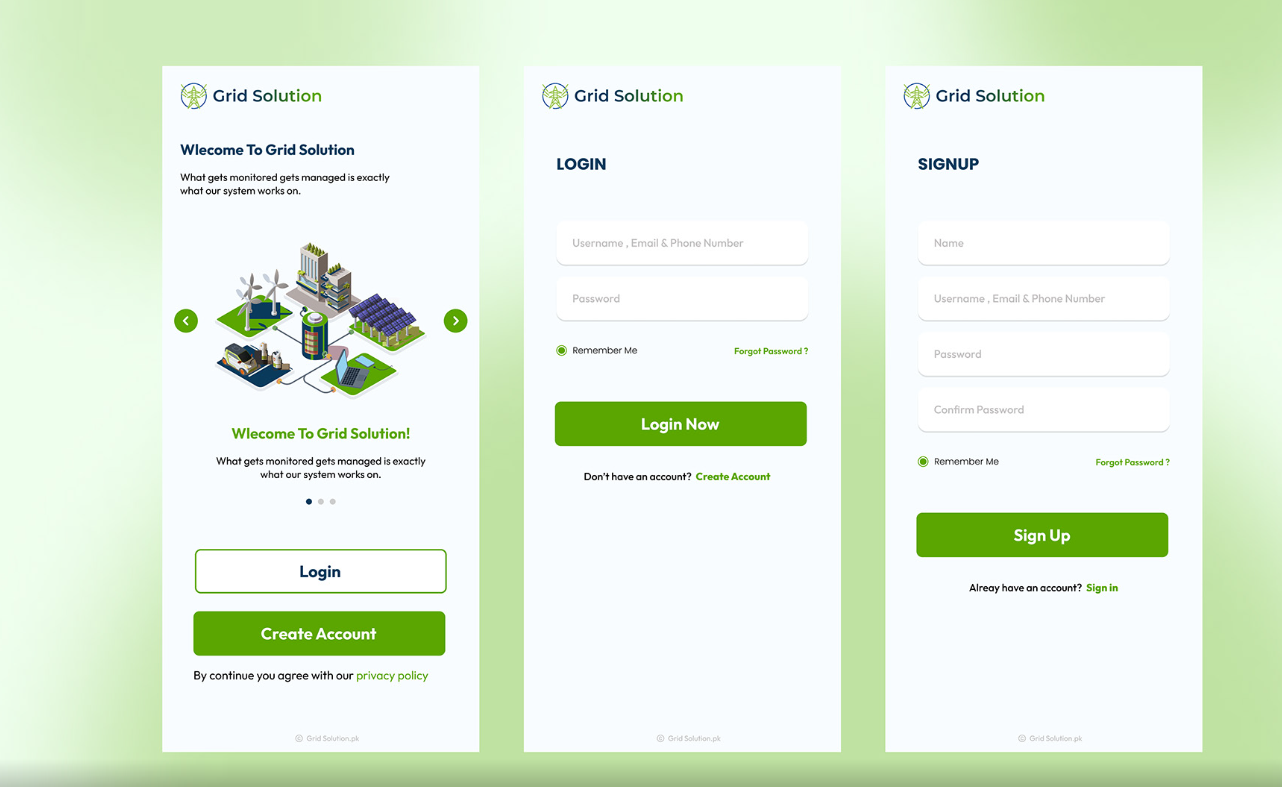 Grid Solution
Wlecome To Grid Solution
What gets monitored gets managed is exactly
what our system works on.
Wlecome To Grid Solution!
What gets monitored gets managed is exactly
what our system works on.
Login
Create Account
By continue you agree with our privacy policy
© Grid Solution.pk
Grid Solution
LOGIN
Username , Email & Phone Number
Password
Remember Me
Forgot Password ?
Login Now
Don't have an account? Create Account
© Grid Solution.pk
Grid Solution
SIGNUP
Name
Username , Email & Phone Number
Password
Confirm Password
Remember Me
Forgot Password ?
Sign Up
Alreay have an account? Sign in
© Grid Solution.pk